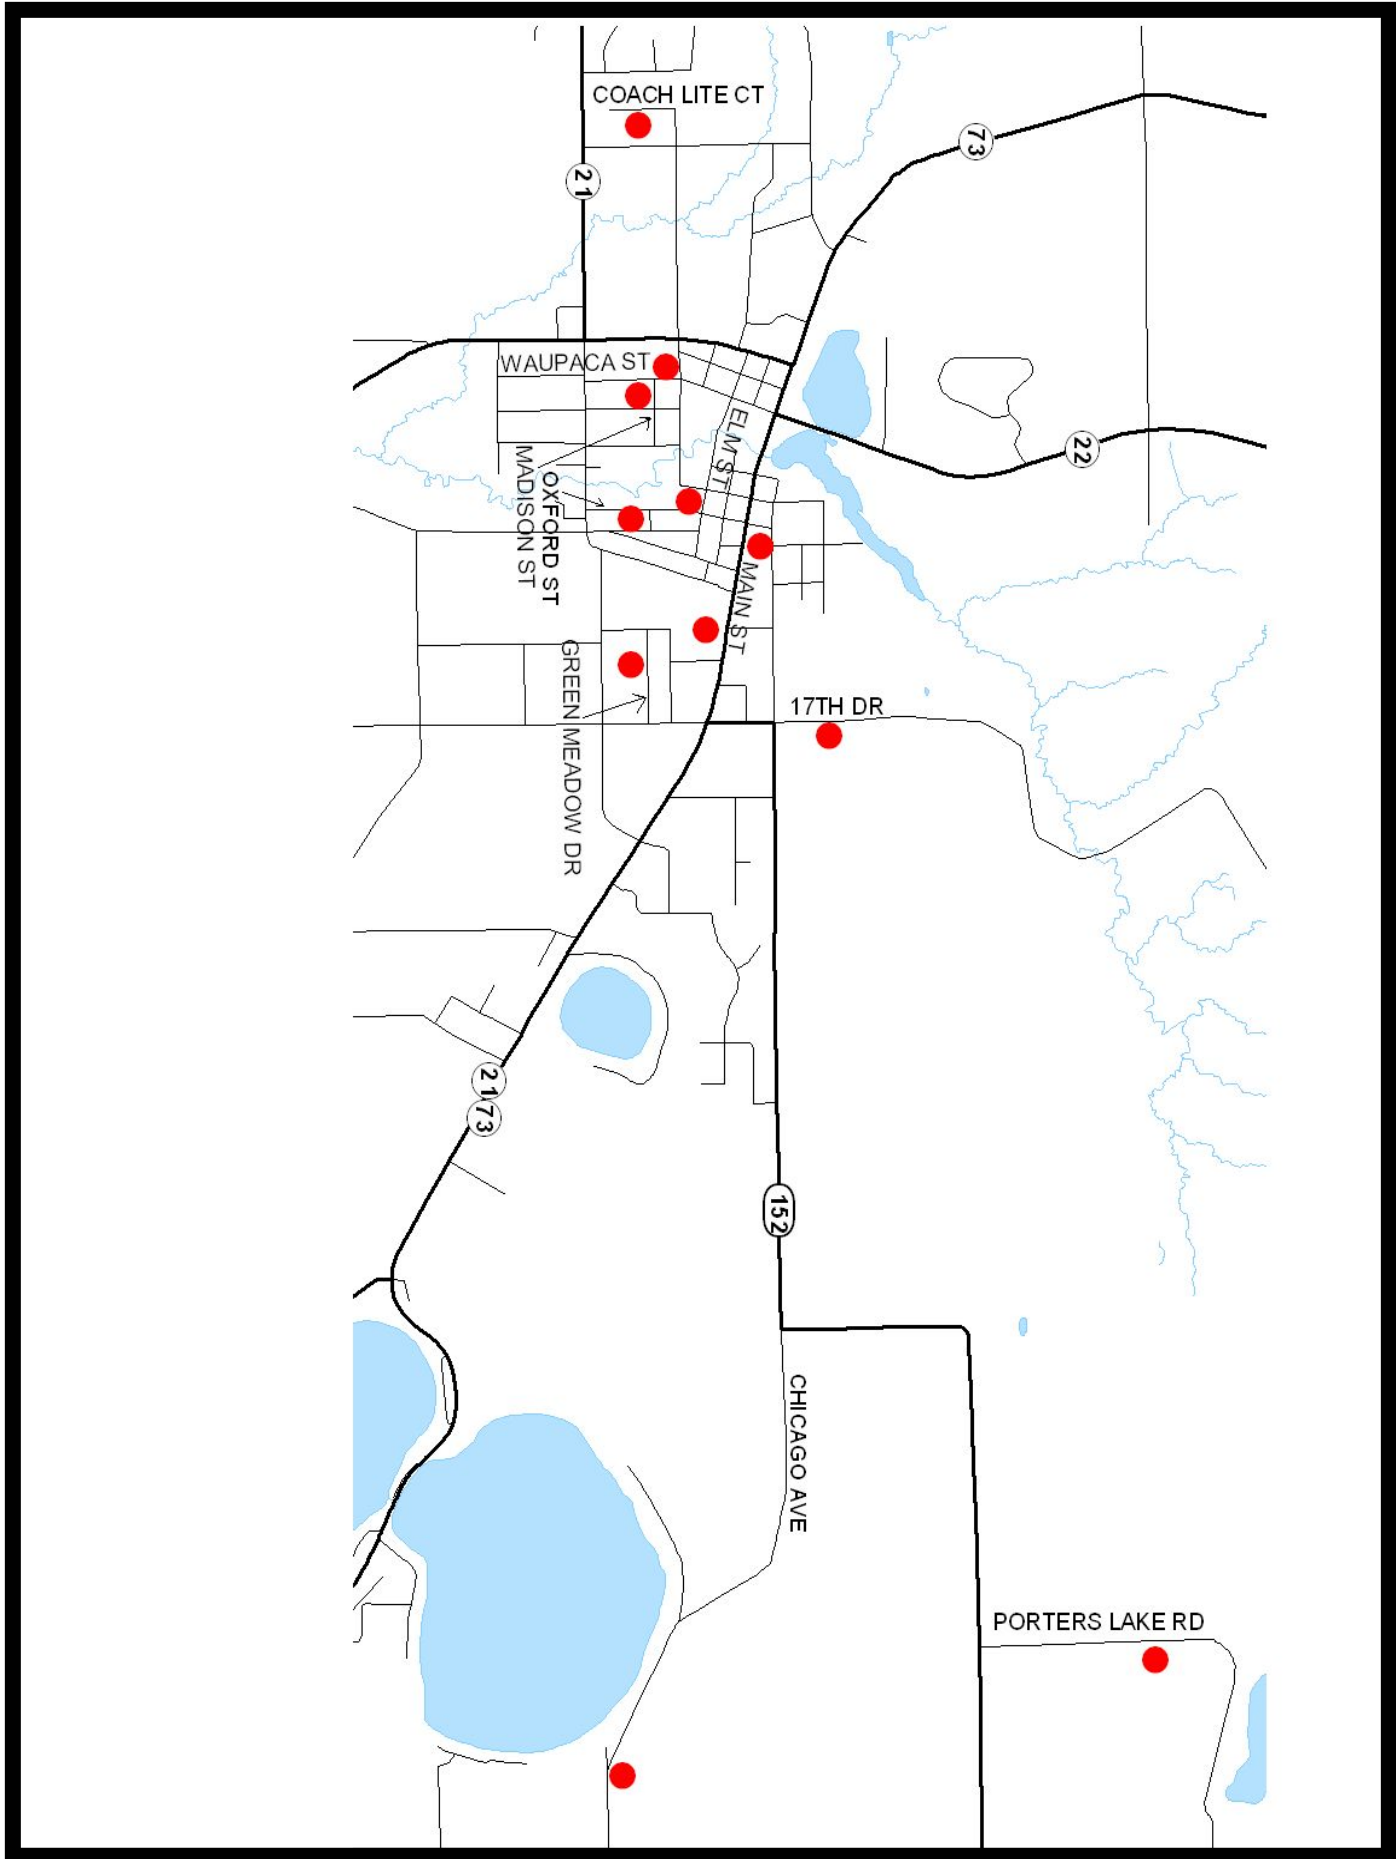 COACH LITE CT
73
21
WAUPACA ST
ELM ST
22
MADISON ST
OXFORD ST
MAIN ST
GREEN MEADOW DR
17TH DR
21
73
152
CHICAGO AVE
PORTERS LAKE RD